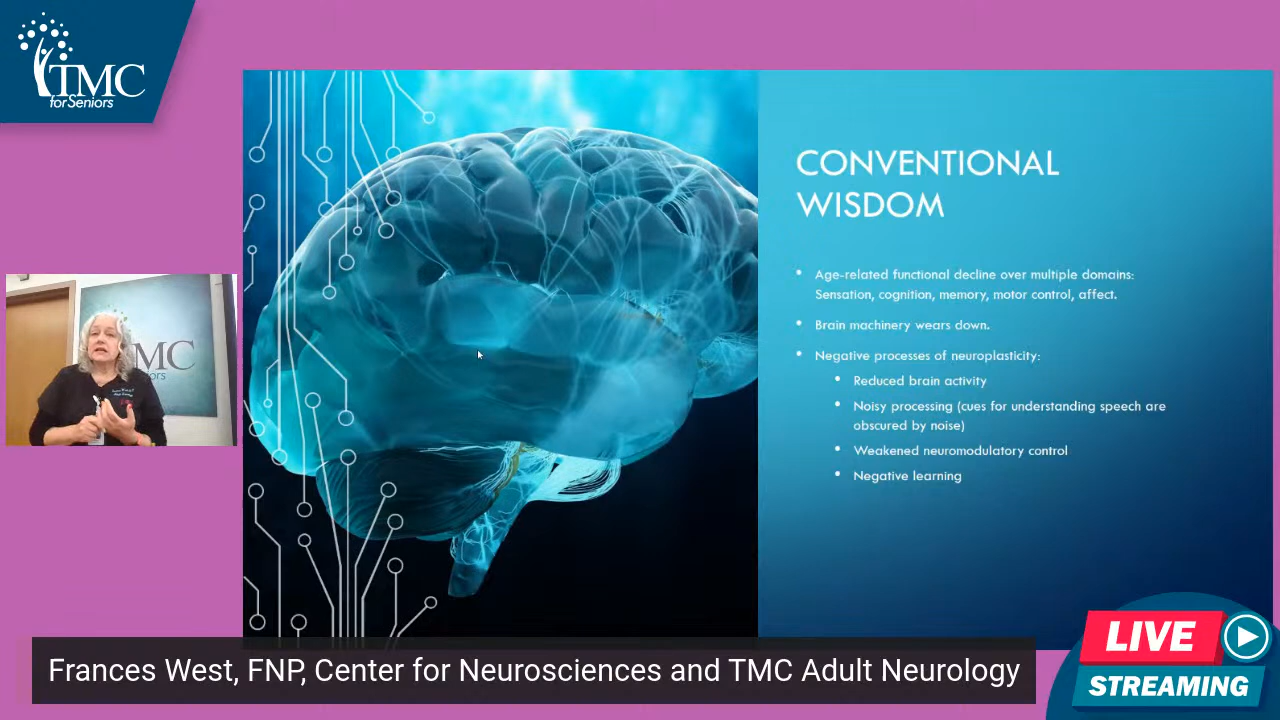 TMC
for Seniors
CONVENTIONAL
WISDOM
• Age-related functional decline over multiple domains:
Sensation, cognition, memory, motor control, affect.
• Brain machinery wears down.
• Negative processes of neuroplasticity:
• Reduced brain activity
• Noisy processing (cues for understanding speech are
obscured by noise)
• Weakened neuromodulatory control
• Negative learning
MC
iors
Frances West, FNP, Center for Neurosciences and TMC Adult Neurology
LIVE
STREAMING